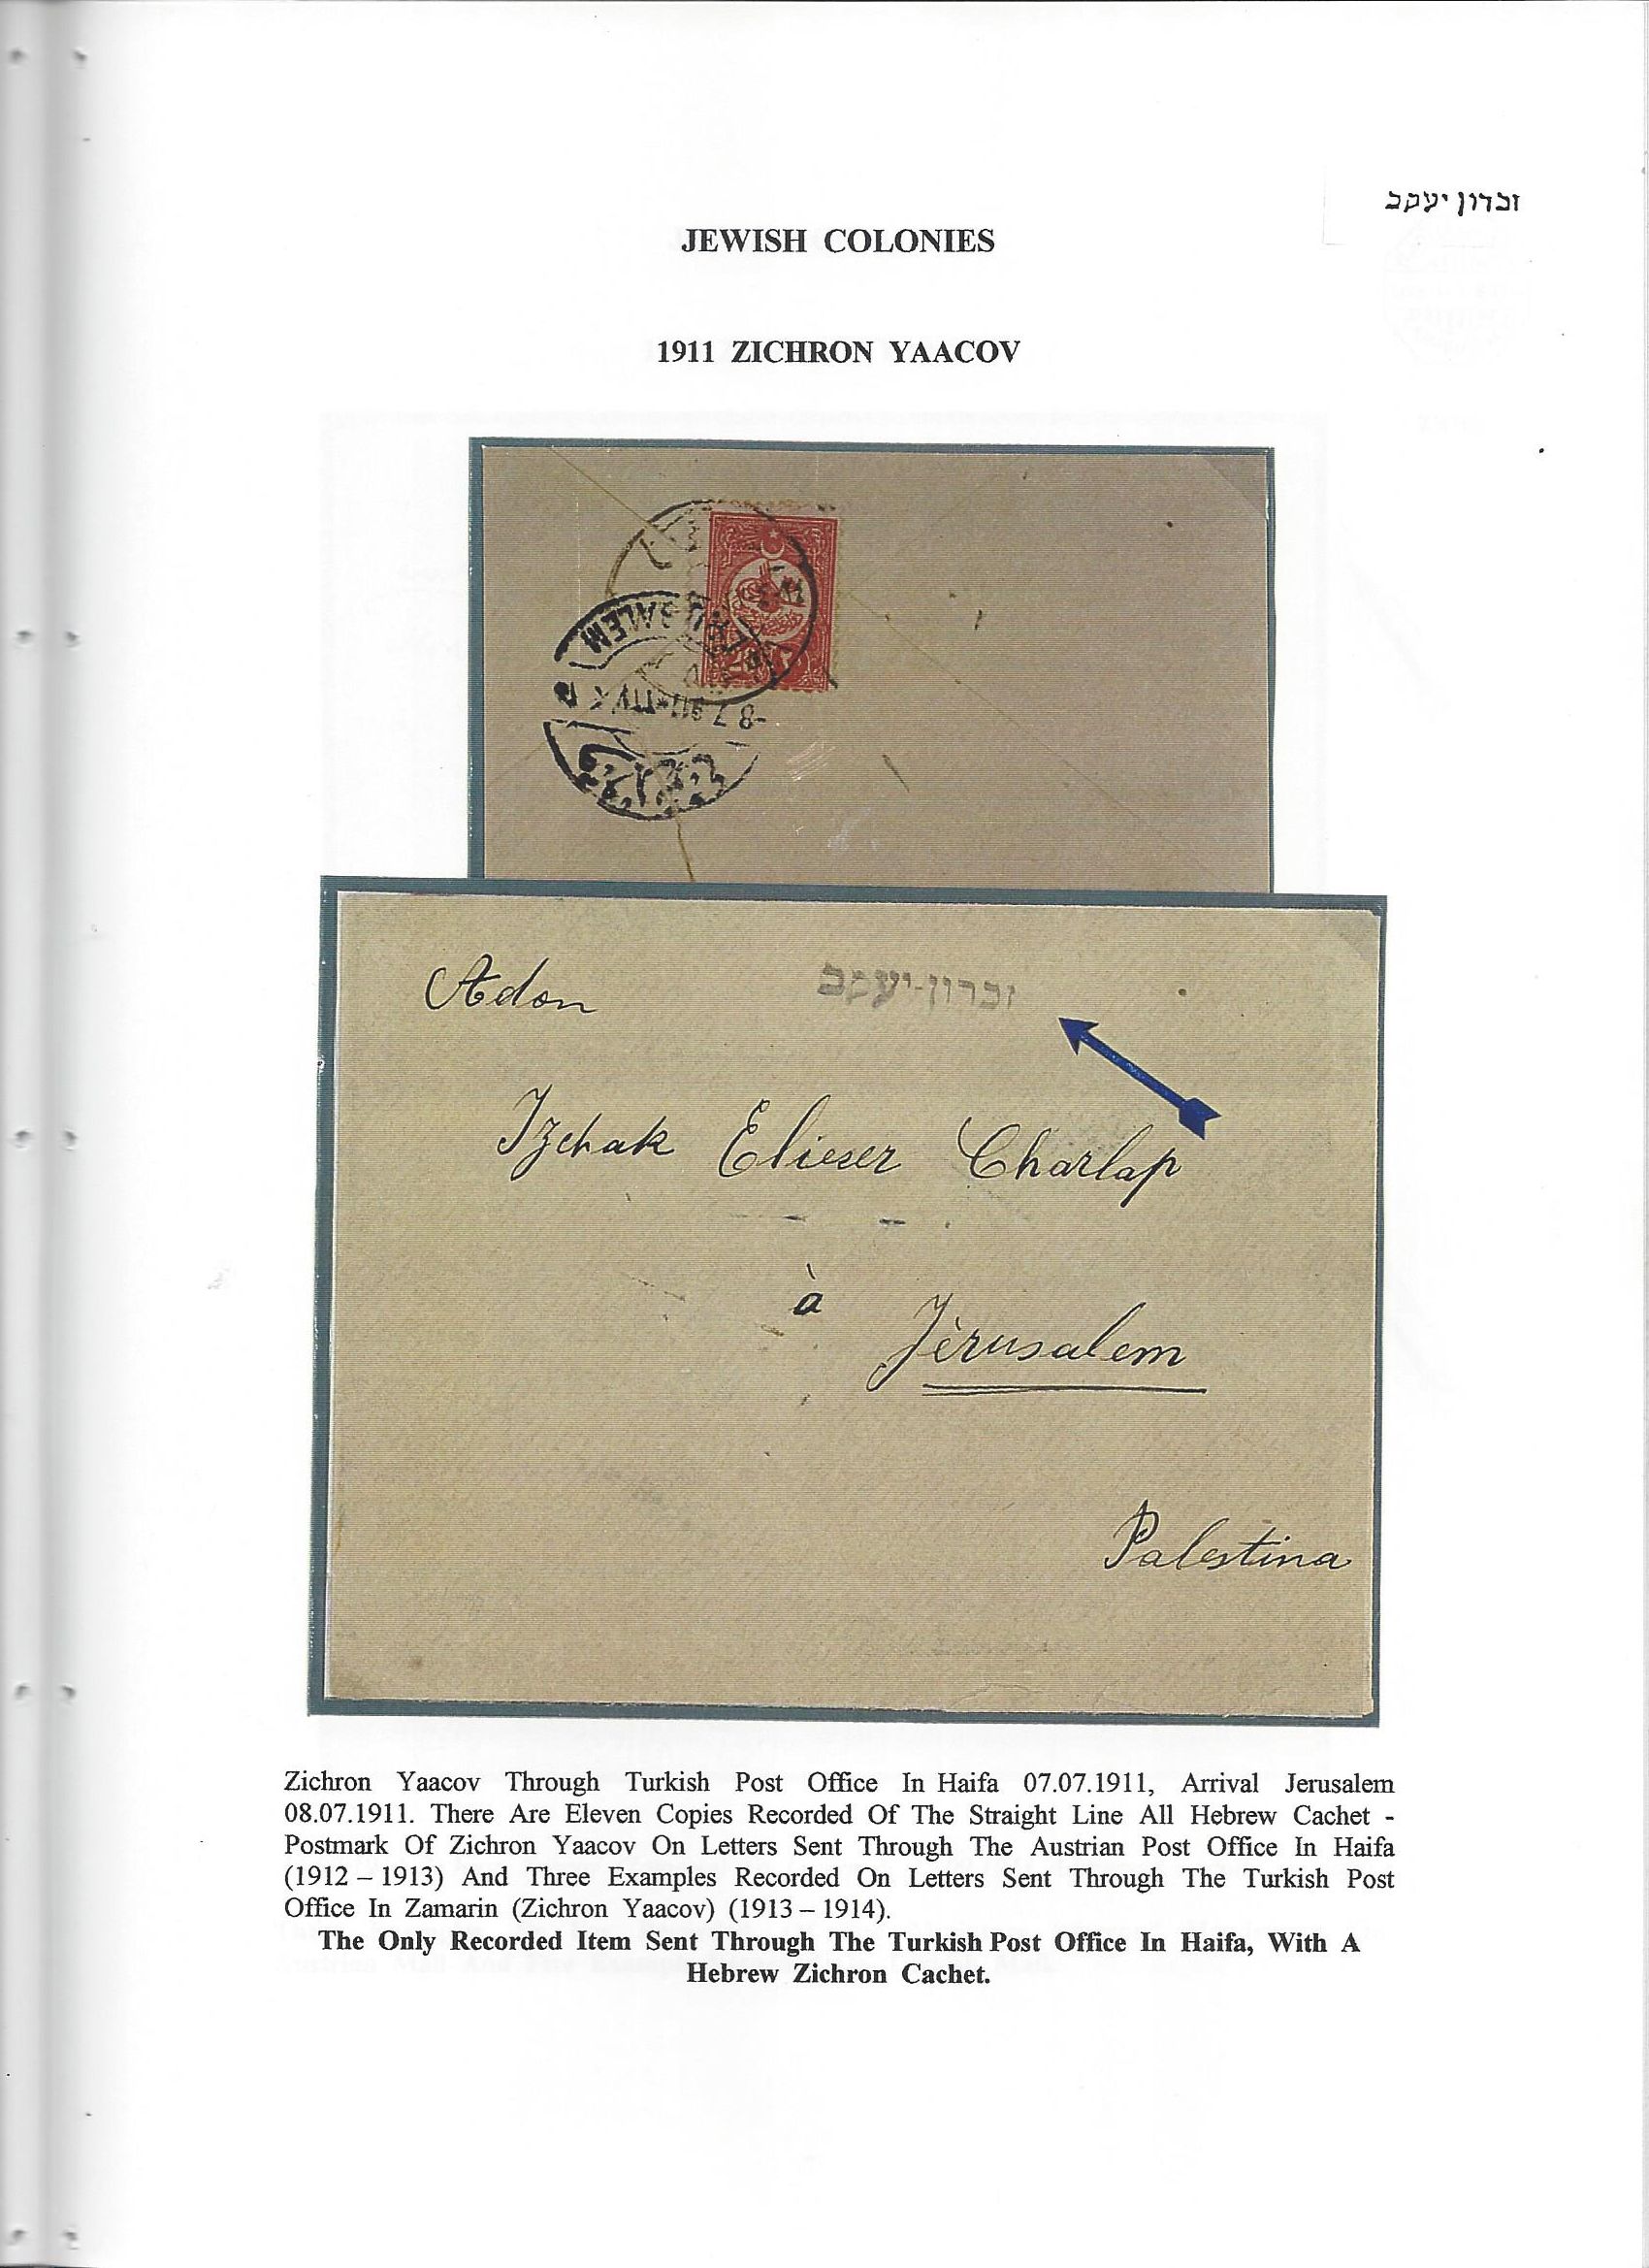 זכרון יעקב
JEWISH COLONIES
1911 ZICHRON YAACOV
JERUSALEM
-8 7 911
Adon
זכרון-יעקב
Izchak Elieser Charlap
à
Jèrusalem
Palestina
Zichron Yaacov Through Turkish Post Office In Haifa 07.07.1911, Arrival Jerusalem
08.07.1911. There Are Eleven Copies Recorded Of The Straight Line All Hebrew Cachet -
Postmark Of Zichron Yaacov On Letters Sent Through The Austrian Post Office In Haifa
(1912 – 1913) And Three Examples Recorded On Letters Sent Through The Turkish Post
Office In Zamarin (Zichron Yaacov) (1913 – 1914).
The Only Recorded Item Sent Through The Turkish Post Office In Haifa, With A
Hebrew Zichron Cachet.